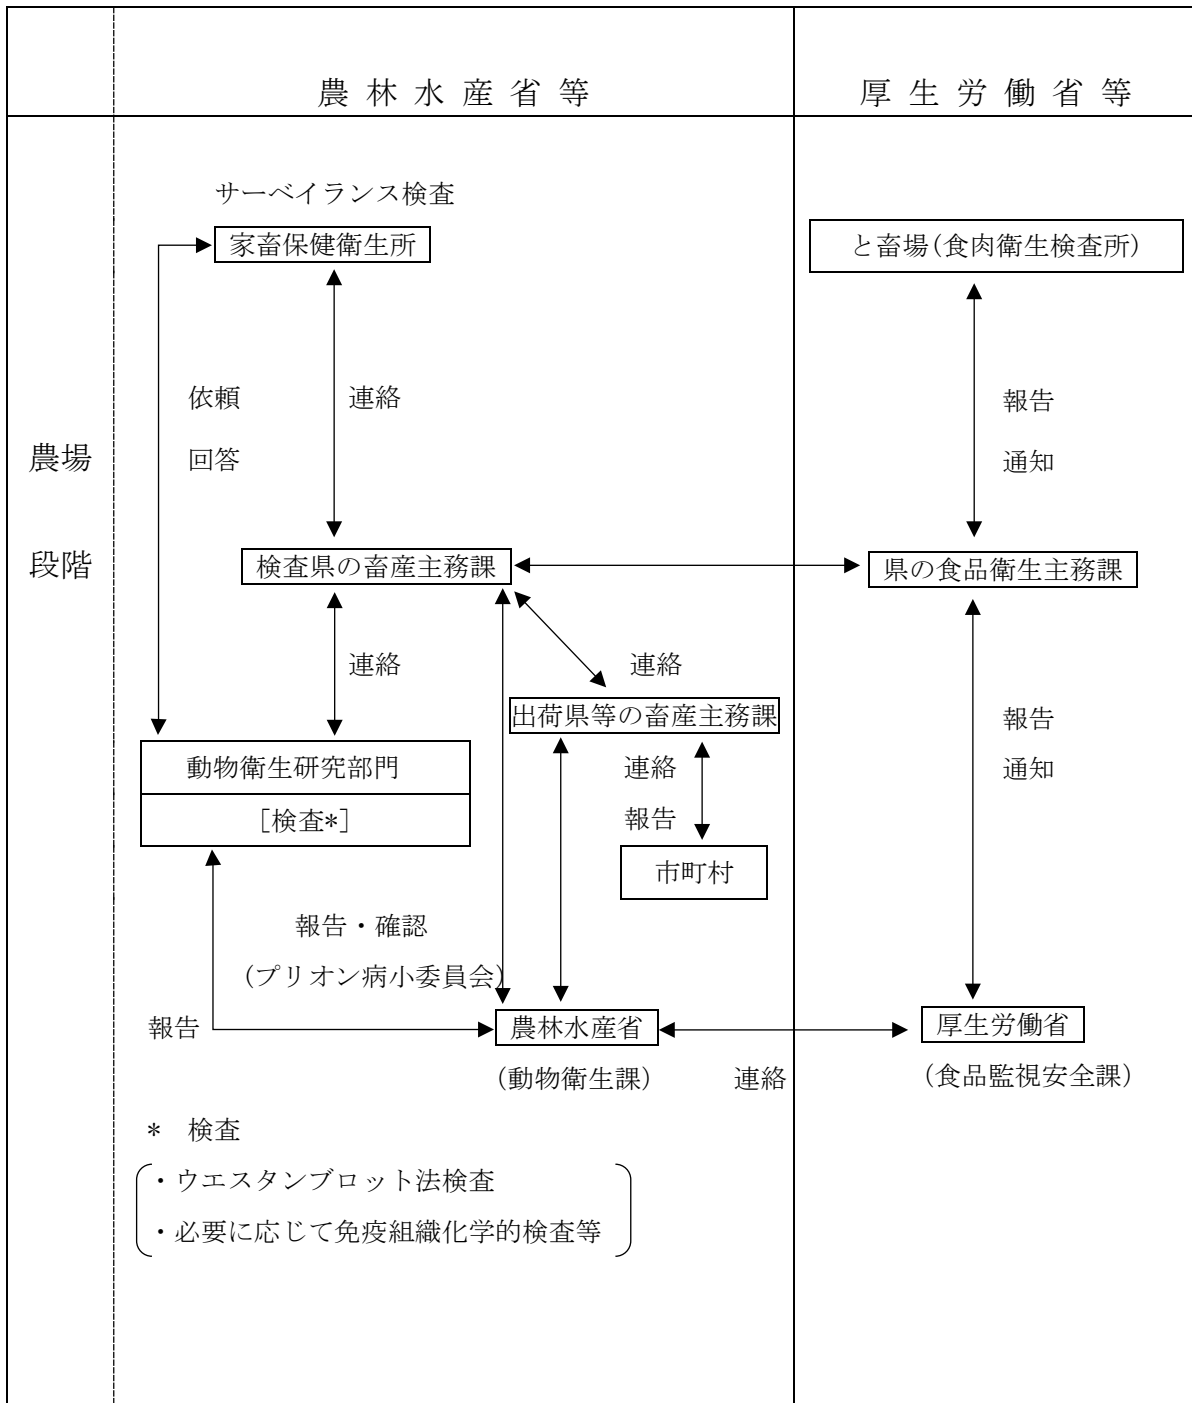 農林水産省等
厚生労働省等
農場
段階
サーベイランス検査
家畜保健衛生所
と畜場(食肉衛生検査所)
依頼
回答
連絡
報告
通知
検査県の畜産主務課
県の食品衛生主務課
連絡
連絡
出荷県等の畜産主務課
動物衛生研究部門
[検査*]
連絡
報告
市町村
報告
通知
報告・確認
(プリオン病小委員会)
報告
農林水産省
(動物衛生課)
連絡
厚生労働省
(食品監視安全課)
* 検査
・ウエスタンブロット法検査
・必要に応じて免疫組織化学的検査等